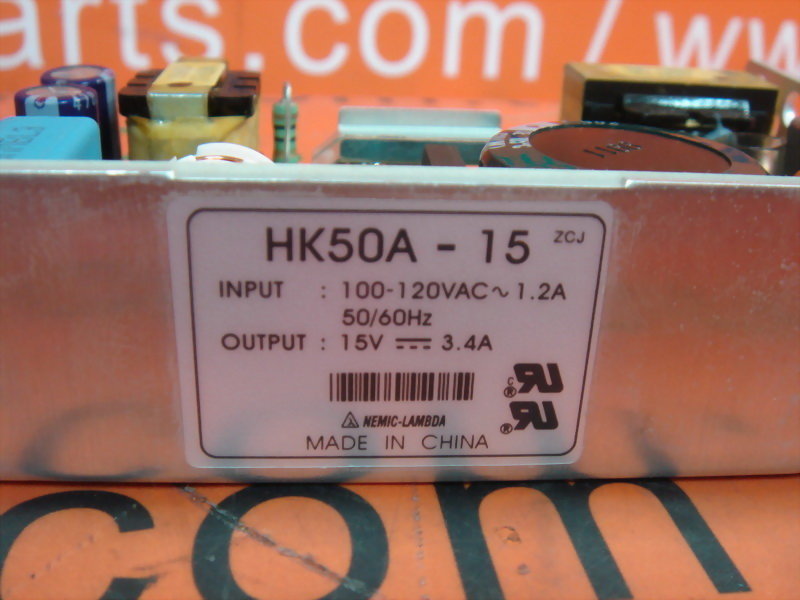 arts.com/
HK50A - 15 ZCJ
INPUT : 100-120VAC~ 1.2A
50/60Hz
OUTPUT : 15V ⎓ 3.4A
NEMIC-LAMBDA
MADE IN CHINA
com